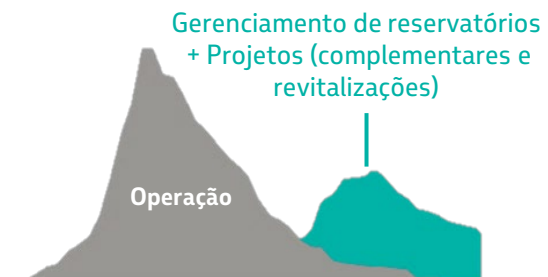 Gerenciamento de reservatórios
+ Projetos (complementares e
revitalizações)
Operação